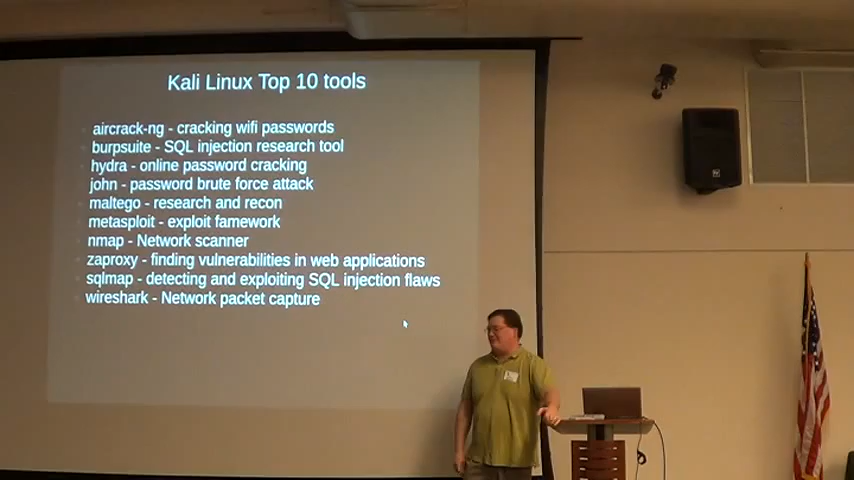 Kali Linux Top 10 tools
aircrack-ng - cracking wifi passwords
burpsuite - SQL injection research tool
hydra - online password cracking
john - password brute force attack
maltego - research and recon
metasploit - exploit famework
nmap - Network scanner
zaproxy - finding vulnerabilities in web applications
sqlmap - detecting and exploiting SQL injection flaws
wireshark - Network packet capture